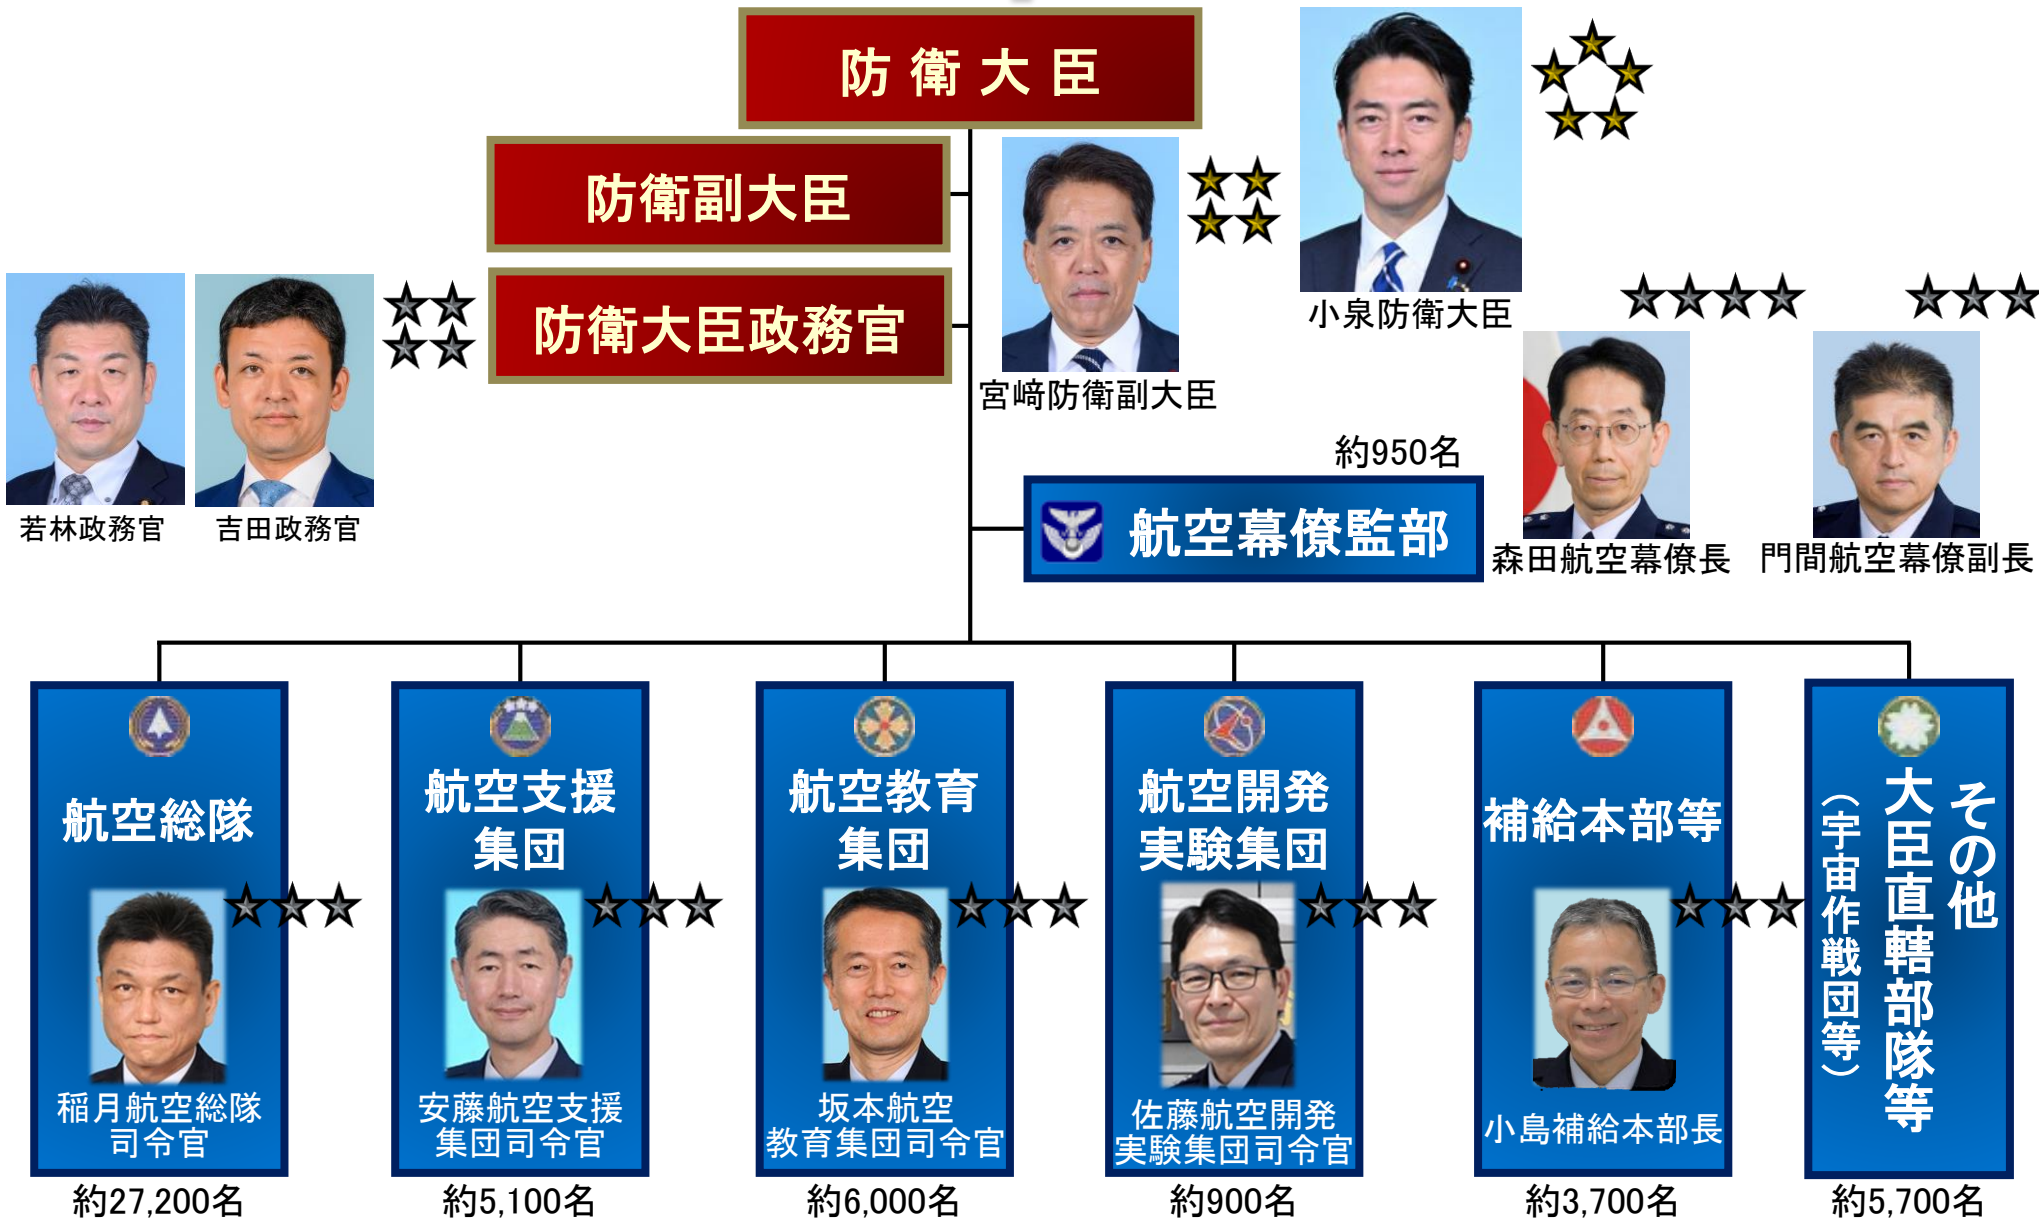 防衛大臣
防衛副大臣
防衛大臣政務官
小泉防衛大臣
宮﨑防衛副大臣
若林政務官
吉田政務官
約950名
航空幕僚監部
森田航空幕僚長
門間航空幕僚副長
航空総隊
稲月航空総隊
司令官
約27,200名
航空支援
集団
安藤航空支援
集団司令官
約5,100名
航空教育
集団
坂本航空
教育集団司令官
約6,000名
航空開発
実験集団
佐藤航空開発
実験集団司令官
約900名
補給本部等
小島補給本部長
約3,700名
その他
大臣直轄部隊等
（宇宙作戦団等）
約5,700名